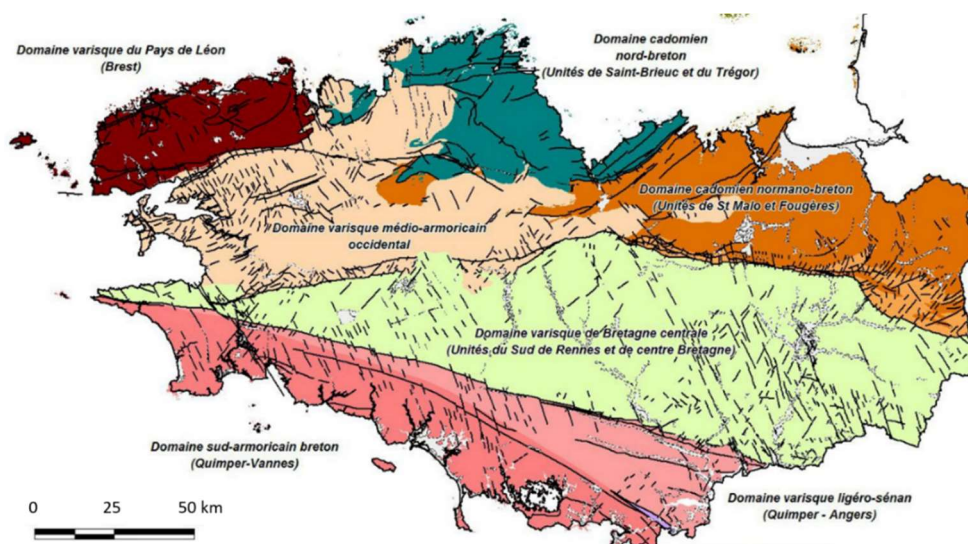 Domaine varisque du Pays de Léon
(Brest)
Domaine cadomien
nord-breton
(Unités de Saint-Brieuc et du Trégor)
Domaine cadomien normano-breton
(Unités de St Malo et Fougères)
Domaine varisque médio-armoricain
occidental
Domaine varisque de Bretagne centrale
(Unités du Sud de Rennes et de centre Bretagne)
Domaine sud-armoricain breton
(Quimper-Vannes)
Domaine varisque ligéro-sénan
(Quimper - Angers)
0 25 50 km